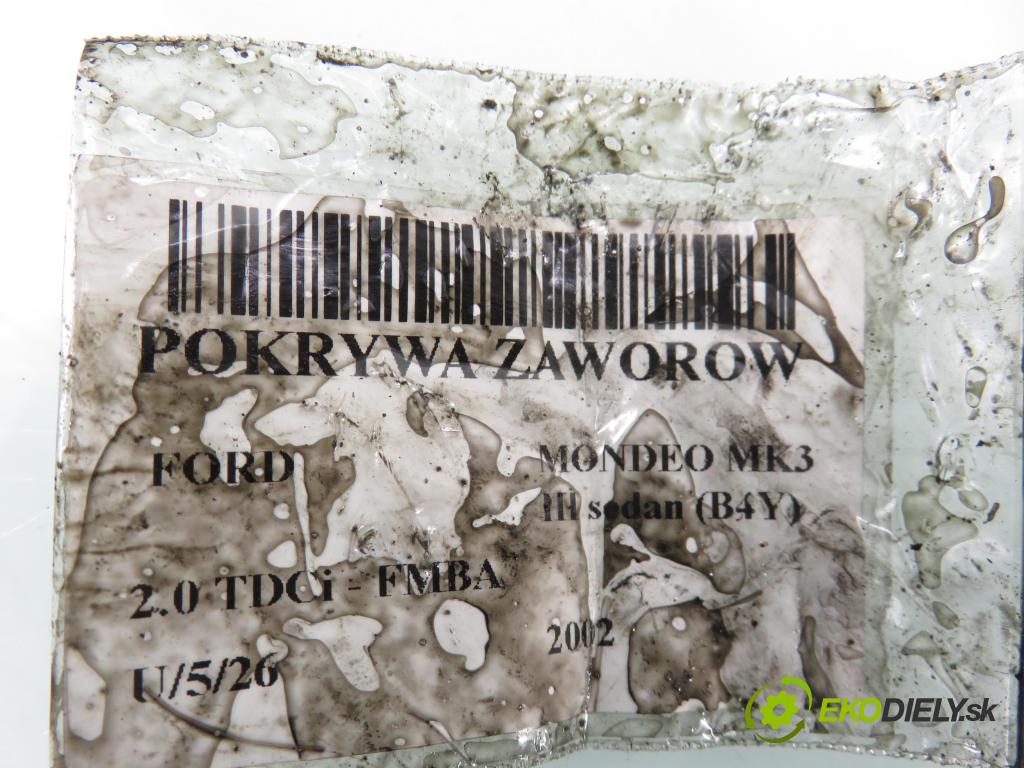 POKRYWA ZAWOROW
FORD
MONDEO MK3
III sedan (B4Y)
2.0 TDCi - FMBA
2002
U/5/26
EKODIELY.sk